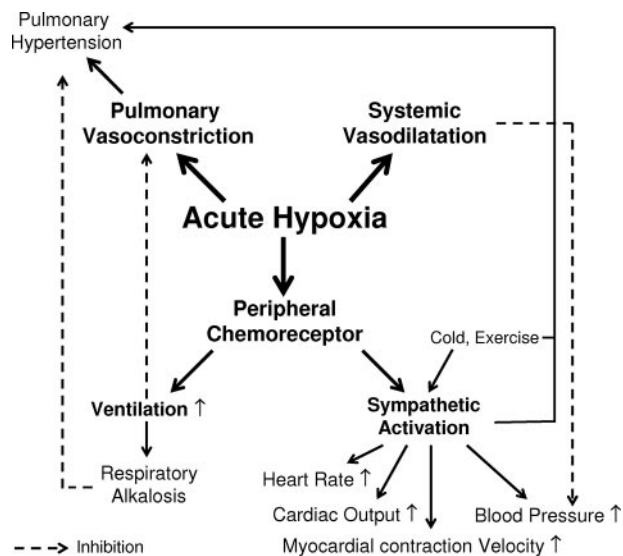 Pulmonary
Hypertension
Pulmonary
Vasoconstriction
Systemic
Vasodilatation
Acute Hypoxia
Peripheral
Chemoreceptor
Cold, Exercise
Ventilation ↑
Sympathetic
Activation
Respiratory
Alkalosis
Heart Rate ↑
Cardiac Output ↑
Blood Pressure ↑
Myocardial contraction Velocity ↑
Inhibition